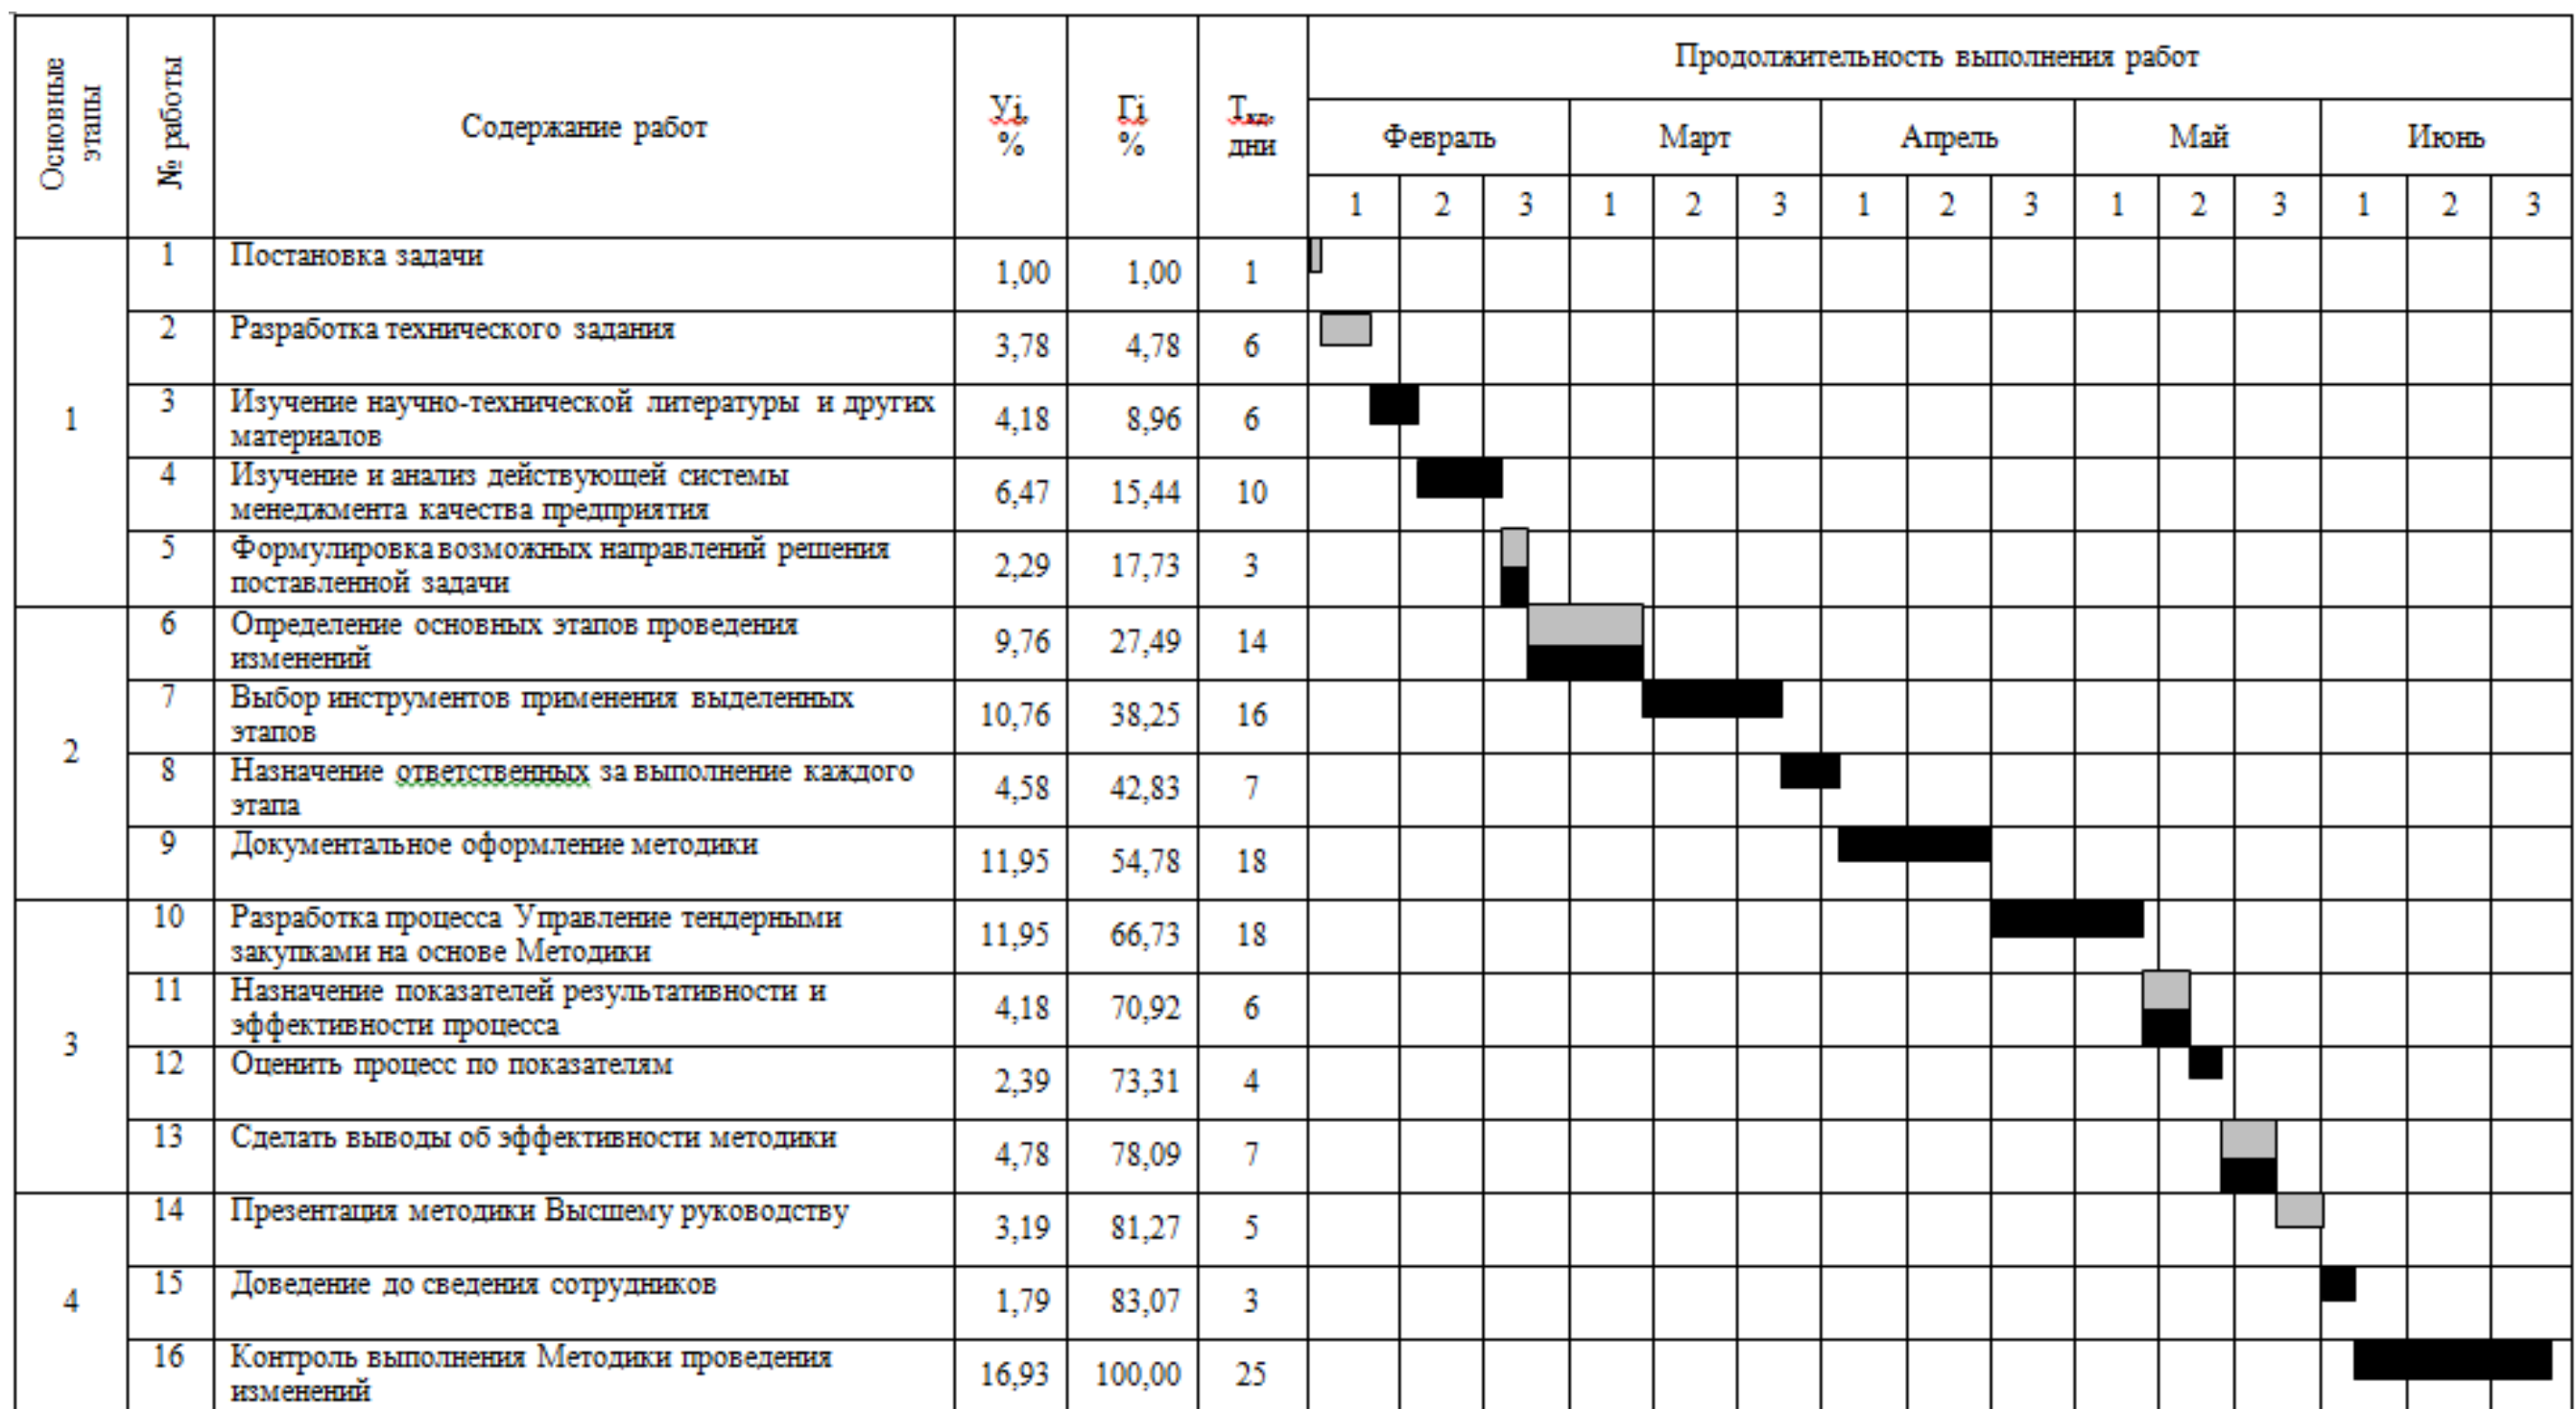 Основные
этапы
№ работы
Содержание работ
Уi,
%
Гi
%
Ткд,
дни
Продолжительность выполнения работ
Февраль
Март
Апрель
Май
Июнь
1 2 3 1 2 3 1 2 3 1 2 3 1 2 3
1
1 Постановка задачи
1,00 1,00 1
2 Разработка технического задания
3,78 4,78 6
3 Изучение научно-технической литературы и других
материалов
4,18 8,96 6
4 Изучение и анализ действующей системы
менеджмента качества предприятия
6,47 15,44 10
5 Формулировка возможных направлений решения
поставленной задачи
2,29 17,73 3
2
6 Определение основных этапов проведения
изменений
9,76 27,49 14
7 Выбор инструментов применения выделенных
этапов
10,76 38,25 16
8 Назначение ответственных за выполнение каждого
этапа
4,58 42,83 7
9 Документальное оформление методики
11,95 54,78 18
3
10 Разработка процесса Управление тендерными
закупками на основе Методики
11,95 66,73 18
11 Назначение показателей результативности и
эффективности процесса
4,18 70,92 6
12 Оценить процесс по показателям
2,39 73,31 4
13 Сделать выводы об эффективности методики
4,78 78,09 7
4
14 Презентация методики Высшему руководству
3,19 81,27 5
15 Доведение до сведения сотрудников
1,79 83,07 3
16 Контроль выполнения Методики проведения
изменений
16,93 100,00 25